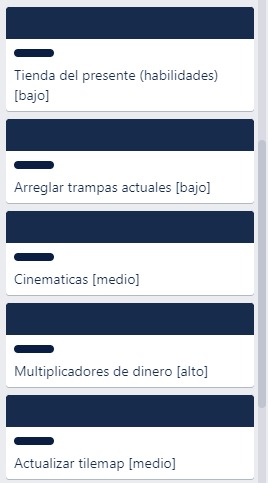 Tienda del presente (habilidades)
[bajo]
Arreglar trampas actuales [bajo]
Cinematicas [medio]
Multiplicadores de dinero [alto]
Actualizar tilemap [medio]